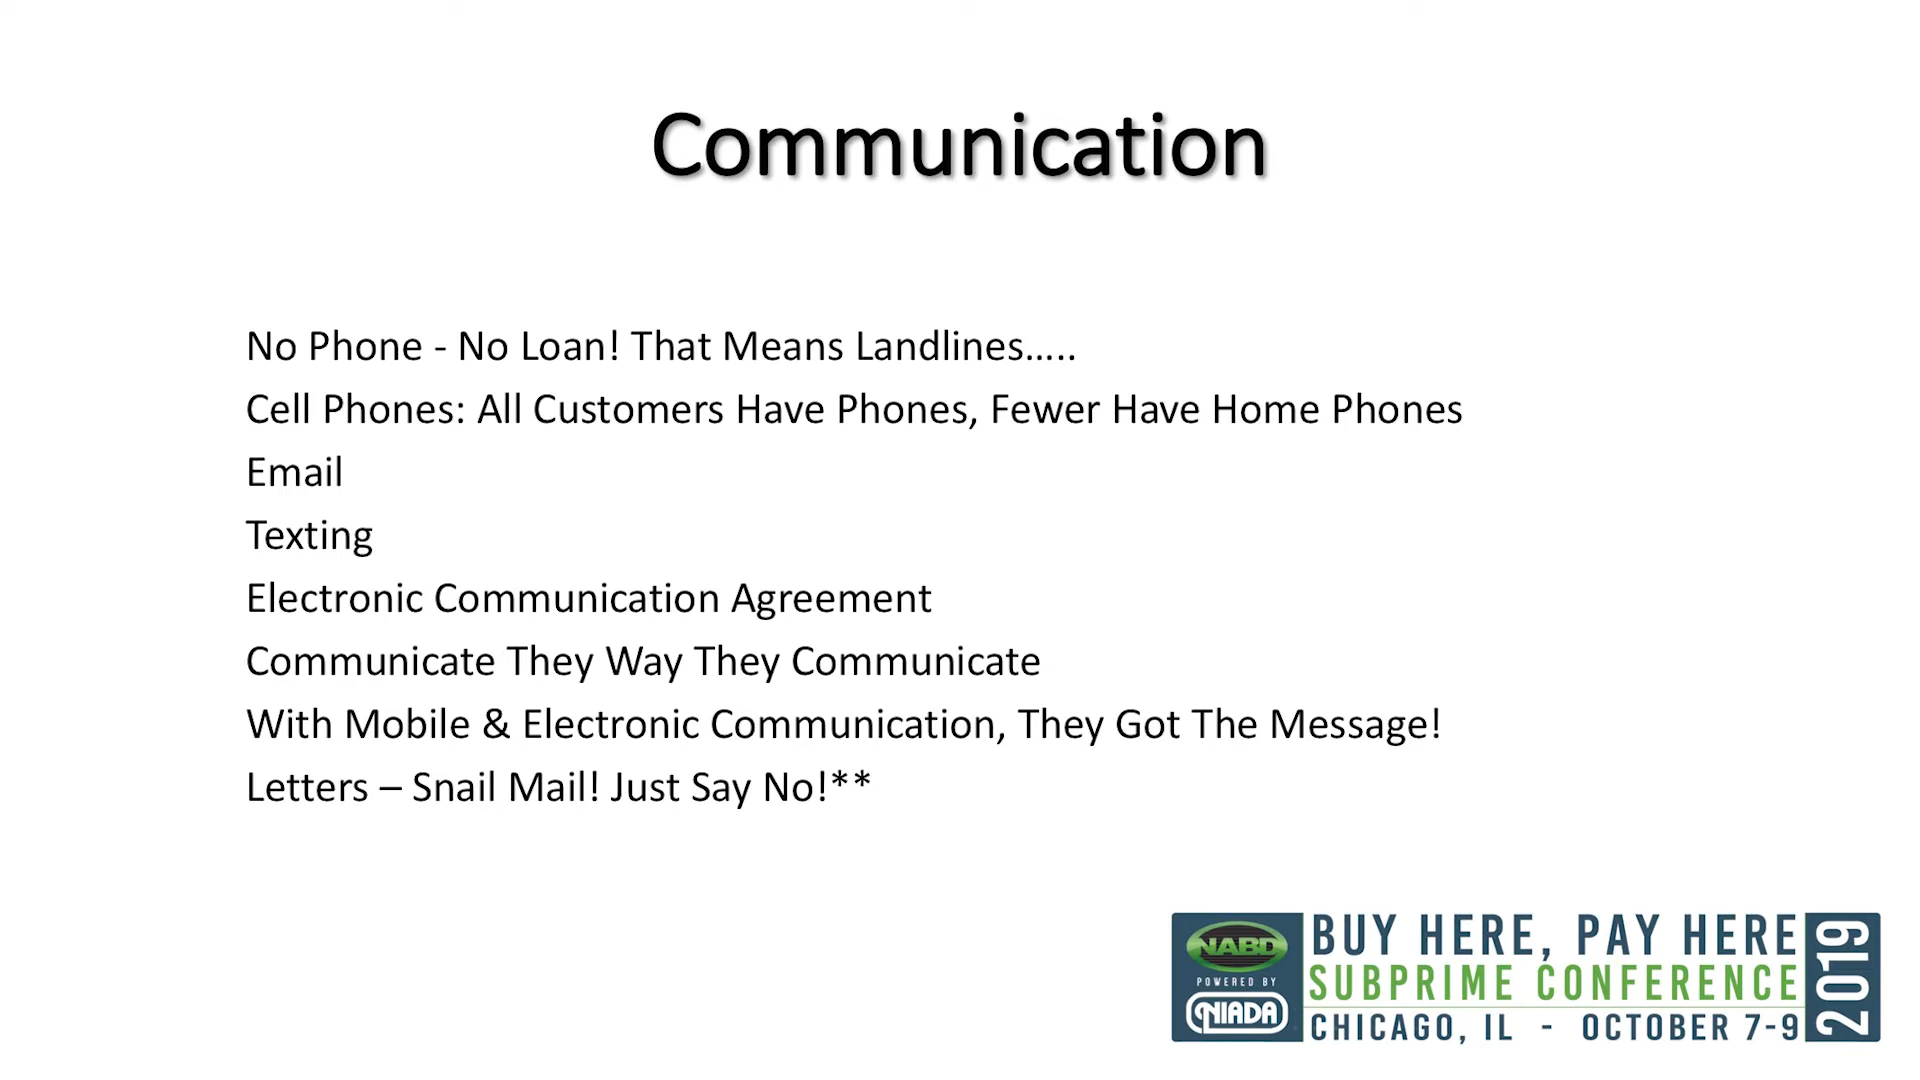 Communication
No Phone - No Loan! That Means Landlines.....
Cell Phones: All Customers Have Phones, Fewer Have Home Phones
Email
Texting
Electronic Communication Agreement
Communicate They Way They Communicate
With Mobile & Electronic Communication, They Got The Message!
Letters – Snail Mail! Just Say No!**
NABD
POWERED BY
NIADA
BUY HERE, PAY HERE
SUBPRIME CONFERENCE
CHICAGO, IL - OCTOBER 7-9
2019